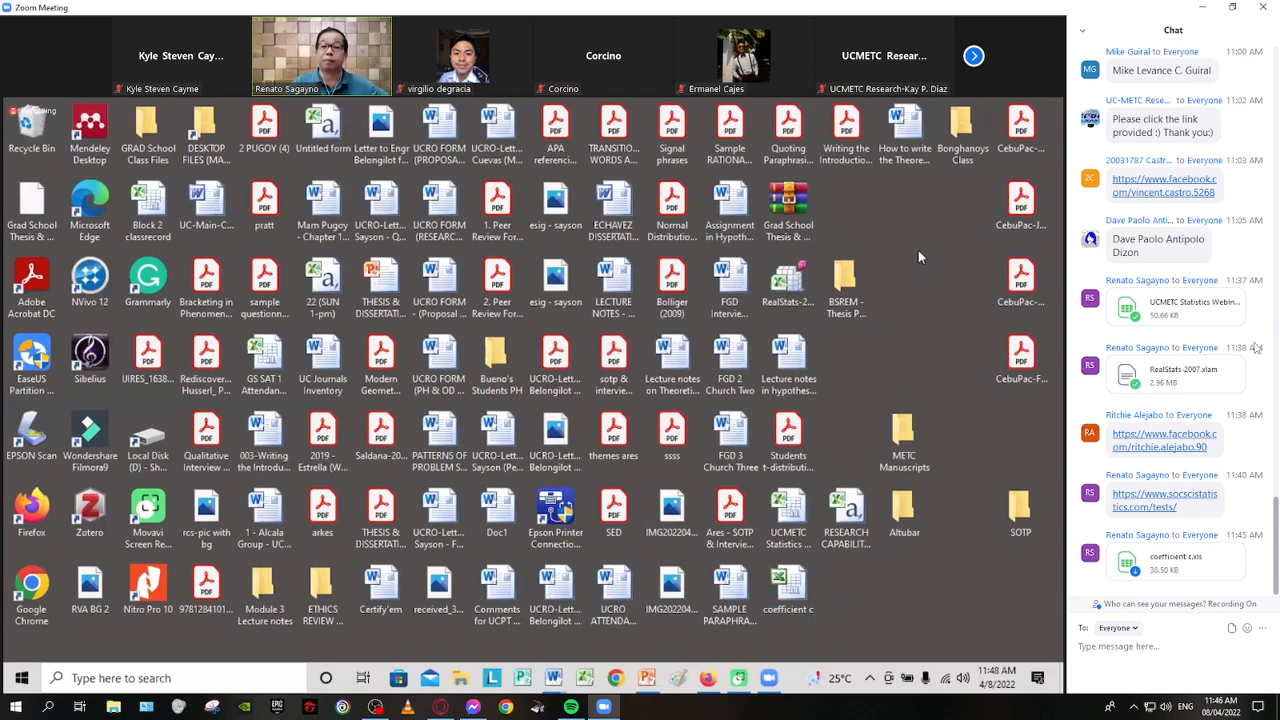 Zoom Meeting
Kyle Steven Cay...
Corcino
UCMETC Resear...
Kyle Steven Cayme
Renato Sagayno
virgilio degracia
Corcino
Ermanel Cajes
UCMETC Research-Kay P. Diaz
Recycle Bin
Mendeley
Desktop
GRAD School
Class Files
DESKTOP
FILES (MA...
2 PUGOY (4)
Untitled form
Letter to Engr
Belongilot f...
UCRO FORM
(PROPOSA...
UCRO-Lett...
Cuevas (M...
APA
referenci...
TRANSITIO...
WORDS A...
Signal
phrases
Sample
RATIONAL...
Quoting
Paraphrasi...
Writing the
Introductio...
How to write
the Theore...
Bonghanoys
Class
CebuPac-...
Grad School
Thesis & ...
Microsoft
Edge
Block 2
classrecord
UC-Main-C...
pratt
Mam Pugoy
- Chapter 1...
UCRO-Lett...
Sayson - Q...
UCRO FORM
(RESEARC...
1. Peer
Review For...
esig - sayson
ECHAVEZ
DISSERTATI...
Normal
Distributio...
Assignment
in Hypoth...
Grad School
Thesis & ...
CebuPac-J...
Adobe
Acrobat DC
NVivo 12
Grammarly
Bracketing in
Phenomen...
sample
questionn...
22 (SUN
1-pm)
THESIS &
DISSERTATI...
UCRO FORM
- (Proposal ...
2. Peer
Review For...
esig - sayson
LECTURE
NOTES - ...
Bolliger
(2009)
FGD
Intervie...
RealStats-2...
BSREM -
Thesis P...
CebuPac-...
EaseUS
Partition ...
Sibelius
IJIRES_1638...
Rediscover...
Husserl_ P...
GS SAT 1
Attendan...
UC Journals
Inventory
Modern
Geomet...
UCRO FORM
(PH & OD ...
Bueno's
Students PH
UCRO-Lett...
Belongilot ...
sotp &
intervie...
Lecture notes
on Theoreti...
FGD 2
Church Two
Lecture notes
in hypothes...
CebuPac-F...
EPSON Scan
Wondershare
Filmora9
Local Disk
(D) - Sh...
Qualitative
Interview ...
003-Writing
the Introdu...
2019 -
Estrella (W...
Saldana-20...
PATTERNS OF
PROBLEM S...
UCRO-Lett...
Sayson (Pe...
UCRO-Lett...
Belongilot ...
themes ares
ssss
FGD 3
Church Three
Students
t-distributi...
METC
Manuscripts
Firefox
Zotero
Movavi
Screen Re...
rcs-pic with
bg
1 - Alcala
Group - UC...
arkes
THESIS &
DISSERTATI...
UCRO-Lett...
Sayson - F...
Doc1
Epson Printer
Connectio...
SED
IMG202204...
Ares - SOTP
& Intervie...
UCMETC
Statistics ...
RESEARCH
CAPABILIT...
Altubar
SOTP
Google
Chrome
RVA BG 2
Nitro Pro 10
9781284101...
Module 3
Lecture notes
ETHICS
REVIEW ...
Certify'em
received_3...
Comments
for UCPT ...
UCRO-Lett...
Belongilot ...
UCRO
ATTENDA...
IMG202204...
SAMPLE
PARAPHRA...
coefficient c
Type here to search
25°C
11:48 AM
4/8/2022
Chat
Mike Guiral to Everyone 11:00 AM
MG
Mike Levance C. Guiral
UC-METC Rese... to Everyone 11:02 AM
Please click the link
provided :) Thank you:)
20031787 Castr... to Everyone 11:03 AM
2C
https://www.facebook.c
om/vincent.castro.5268
Dave Paolo Anti... to Everyone 11:05 AM
Dave Paolo Antipolo
Dizon
Renato Sagayno to Everyone 11:37 AM
RS
UCMETC Statistics Webin...
50.66 KB
Renato Sagayno to Everyone 11:38 AM
RS
RealStats-2007.xlam
2.96 MB
Ritchie Alejabo to Everyone 11:38 AM
RA
https://www.facebook.c
om/ritchie.alejabo.90
Renato Sagayno to Everyone 11:40 AM
RS
https://www.socscistatis
tics.com/tests/
Renato Sagayno to Everyone 11:45 AM
RS
coefficient c.xls
38.50 KB
Who can see your messages? Recording On
To: Everyone
Type message here...
ENG
11:46 AM
08/04/2022